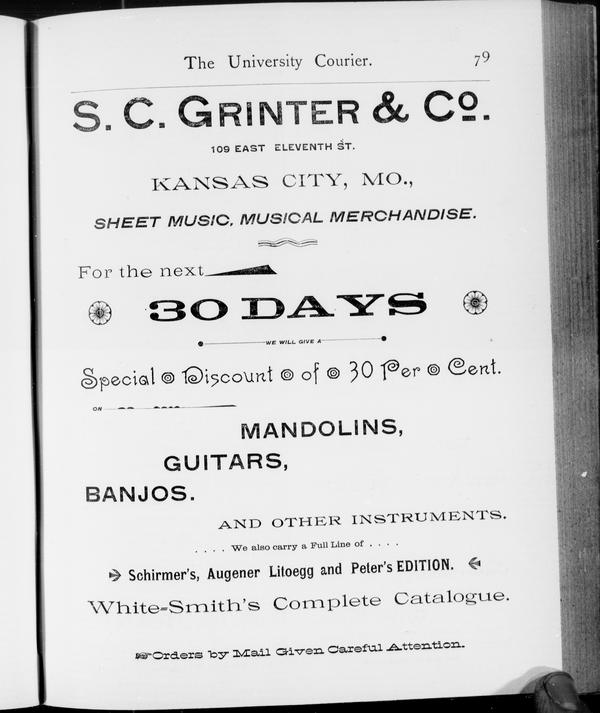 The University Courier. 79
S. C. GRINTER & Co.
109 EAST ELEVENTH ST.
KANSAS CITY, MO.,
SHEET MUSIC, MUSICAL MERCHANDISE.
For the next
30 DAYS
WE WILL GIVE A
Special Discount of 30 Per Cent.
ON
MANDOLINS,
GUITARS,
BANJOS.
AND OTHER INSTRUMENTS.
. . . . We also carry a Full Line of . . . .
Schirmer's, Augener Litoegg and Peter's EDITION.
White-Smith's Complete Catalogue.
Orders by Mail Given Careful Attention.